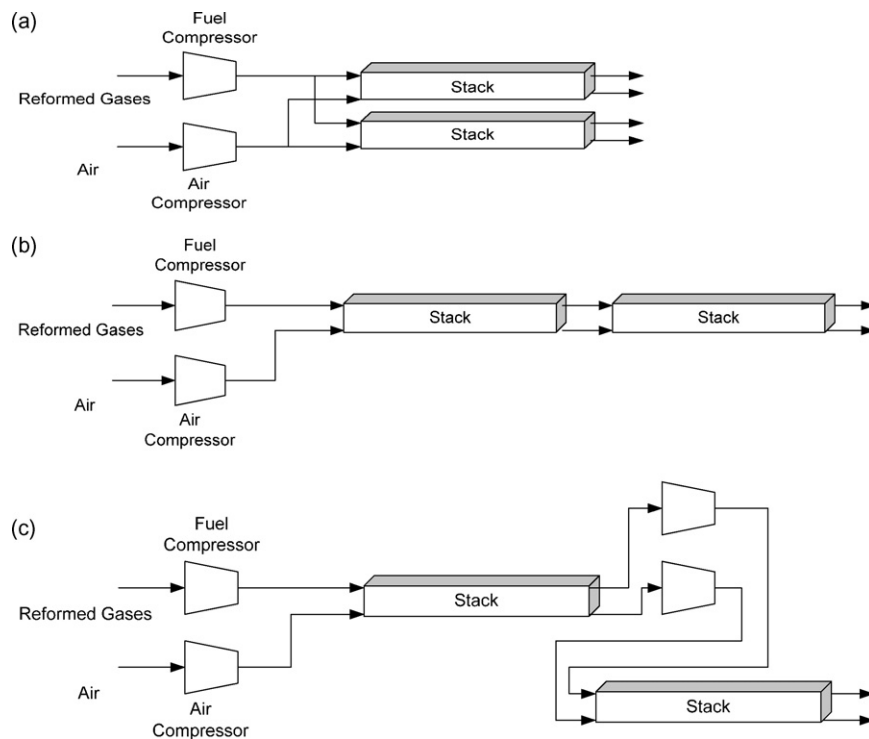 (a)
Fuel
Compressor
Reformed Gases
Stack
Stack
Air
Air
Compressor
(b)
Fuel
Compressor
Reformed Gases
Stack
Stack
Air
Air
Compressor
(c)
Fuel
Compressor
Reformed Gases
Stack
Air
Air
Compressor
Stack